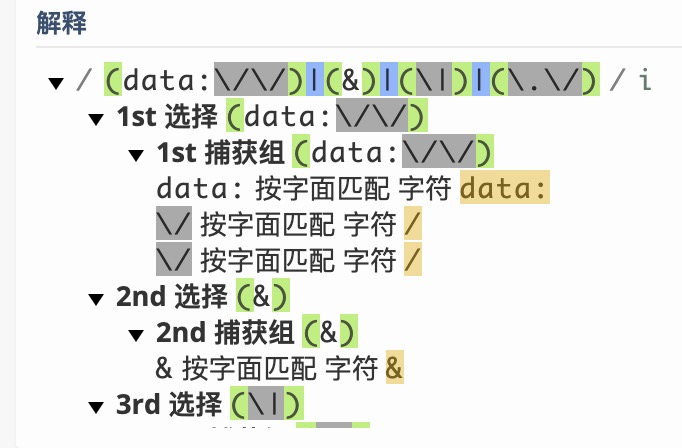 解释
/ (data:\/\/)|(&)|(\|)|(\.\/) / i
1st 选择 (data:\/\/)
1st 捕获组 (data:\/\/)
data: 按字面匹配 字符 data:
\/ 按字面匹配 字符 /
\/ 按字面匹配 字符 /
2nd 选择 (&)
2nd 捕获组 (&)
& 按字面匹配 字符 &
3rd 选择 (\|)